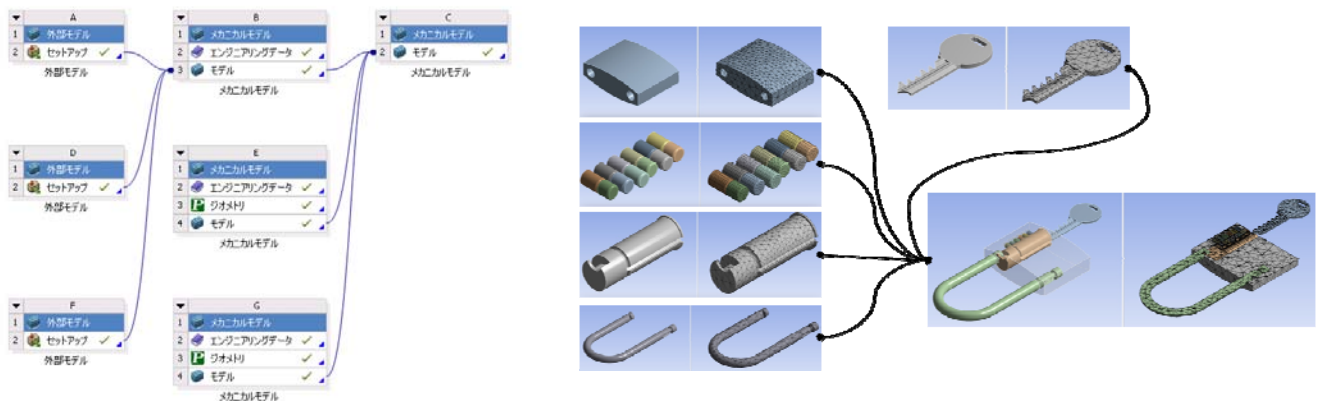 A
1 外部モデル
2 セットアップ
外部モデル
B
1 メカニカルモデル
2 エンジニアリングデータ
3 モデル
メカニカルモデル
C
1 メカニカルモデル
2 モデル
メカニカルモデル
D
1 外部モデル
2 セットアップ
外部モデル
E
1 メカニカルモデル
2 エンジニアリングデータ
3 ジオメトリ
4 モデル
メカニカルモデル
F
1 外部モデル
2 セットアップ
外部モデル
G
1 メカニカルモデル
2 エンジニアリングデータ
3 ジオメトリ
4 モデル
メカニカルモデル